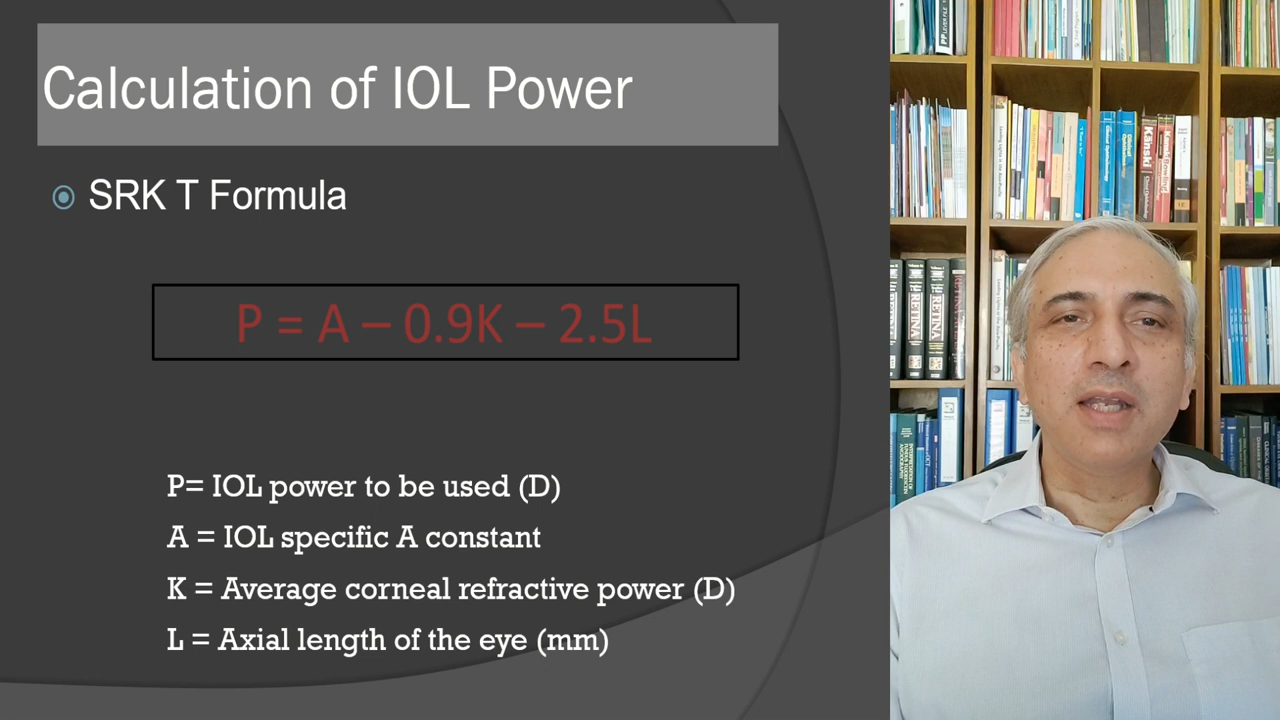 Calculation of IOL Power
SRK T Formula
P = A – 0.9K – 2.5L
P= IOL power to be used (D)
A = IOL specific A constant
K = Average corneal refractive power (D)
L = Axial length of the eye (mm)
Kanski
RETINA
RETINA